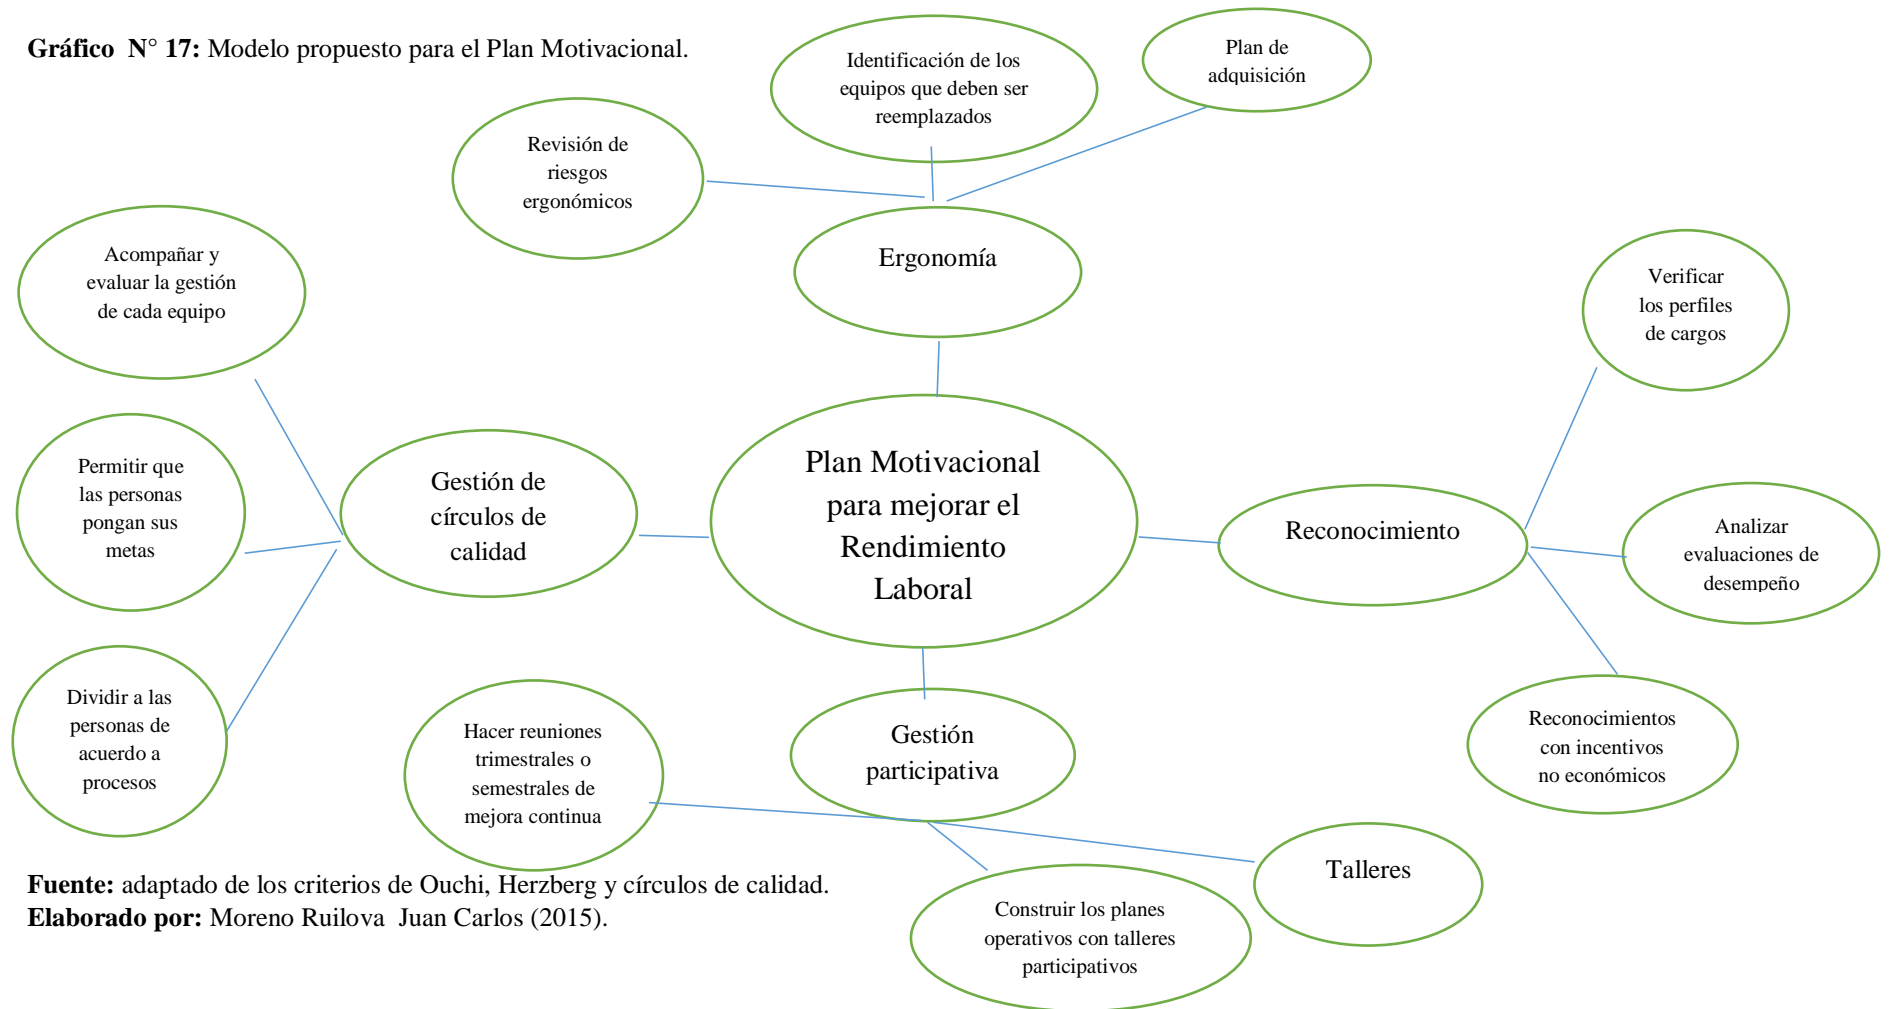 Gráfico  N° 17: Modelo propuesto para el Plan Motivacional.
Identificación de los
equipos que deben ser
reemplazados
Plan de
adquisición
Revisión de
riesgos
ergonómicos
Ergonomía
Acompañar y
evaluar la gestión
de cada equipo
Verificar
los perfiles
de cargos
Permitir que
las personas
pongan sus
metas
Gestión de
círculos de
calidad
Plan Motivacional
para mejorar el
Rendimiento
Laboral
Reconocimiento
Analizar
evaluaciones de
desempeño
Dividir a las
personas de
acuerdo a
procesos
Hacer reuniones
trimestrales o
semestrales de
mejora continua
Gestión
participativa
Reconocimientos
con incentivos
no económicos
Talleres
Construir los planes
operativos con talleres
participativos
Fuente: adaptado de los criterios de Ouchi, Herzberg y círculos de calidad.
Elaborado por: Moreno Ruilova  Juan Carlos (2015).